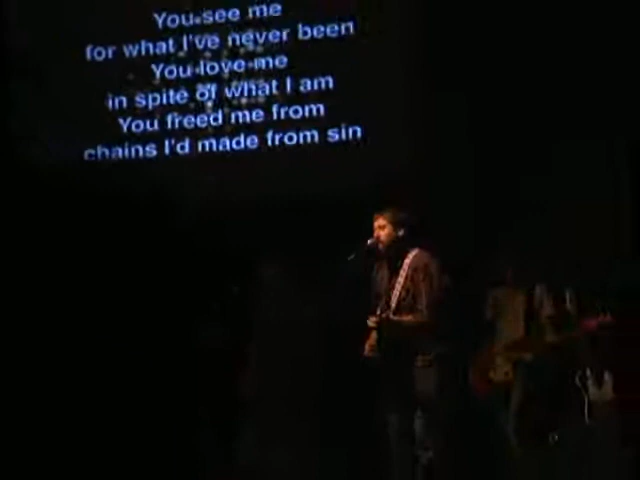 You see me
for what I've never been
You love me
in spite of what I am
You freed me from
chains I'd made from sin